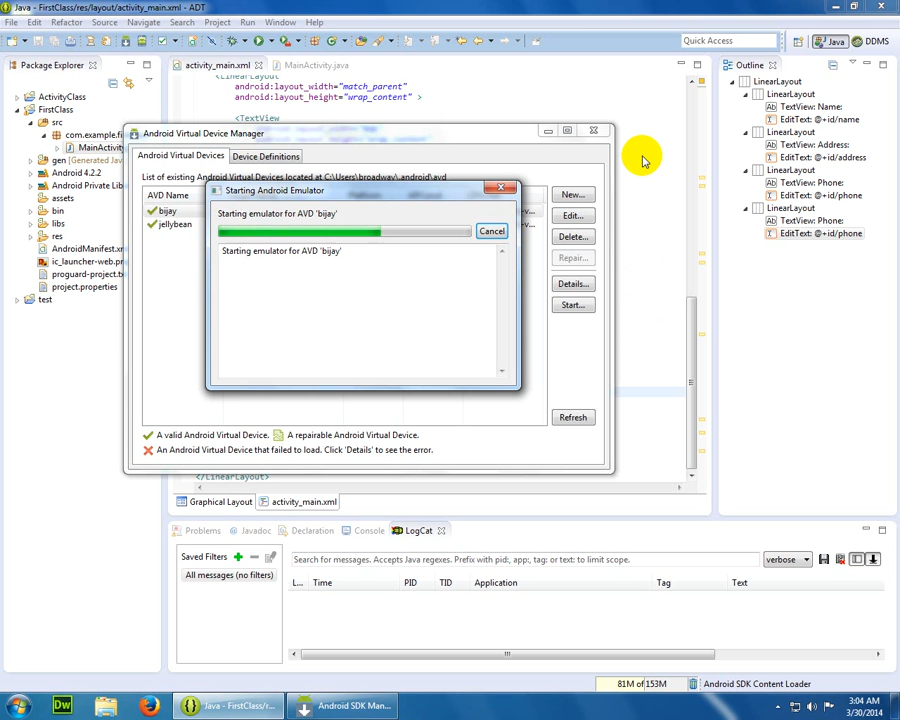 Java - FirstClass/res/layout/activity_main.xml - ADT
File Edit Refactor Source Navigate Search Project Run Window Help
Quick Access
Java
DDMS
Package Explorer
activity_main.xml
MainActivity.java
Outline
ActivityClass
FirstClass
src
com.example.fi
MainActivity
gen [Generated J
Android 4.2.2
Android Private Lib
assets
bin
libs
res
AndroidManifest.x
ic_launcher-web.p
proguard-project.tx
project.properties
test
<LinearLayout
android:layout_width="match_parent"
android:layout_height="wrap_content" >
<TextView
</LinearLayout>
Android Virtual Device Manager
Android Virtual Devices
Device Definitions
List of existing Android Virtual Devices located at C:\Users\broadway\.android\avd
AVD Name
bijay
jellybean
New...
Edit...
Delete...
Repair...
Details...
Start...
Refresh
A valid Android Virtual Device.
A repairable Android Virtual Device.
An Android Virtual Device that failed to load. Click 'Details' to see the error.
Starting Android Emulator
Starting emulator for AVD 'bijay'
Cancel
Starting emulator for AVD 'bijay'
LinearLayout
LinearLayout
TextView: Name:
EditText: @+id/name
LinearLayout
TextView: Address:
EditText: @+id/address
LinearLayout
TextView: Phone:
EditText: @+id/phone
LinearLayout
TextView: Phone:
EditText: @+id/phone
Graphical Layout
activity_main.xml
Problems
Javadoc
Declaration
Console
LogCat
Saved Filters
All messages (no filters)
Search for messages. Accepts Java regexes. Prefix with pid:, app:, tag: or text: to limit scope.
verbose
L... Time PID TID Application Tag Text
81M of 153M
Android SDK Content Loader
Dw
Java - FirstClass/r...
Android SDK Man...
3:04 AM
3/30/2014